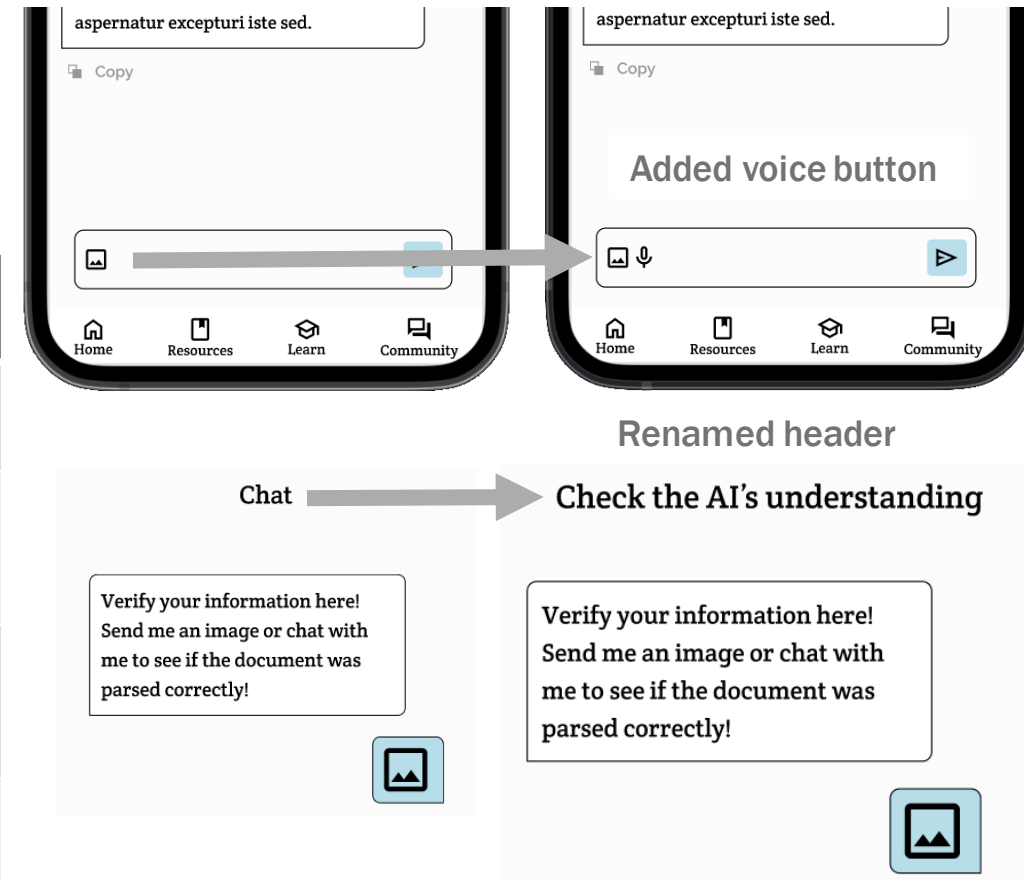 aspernatur excepturi iste sed.
Copy
aspernatur excepturi iste sed.
Copy
Added voice button
Home Resources Learn Community
Home Resources Learn Community
Renamed header
Chat
Check the AI's understanding
Verify your information here!
Send me an image or chat with
me to see if the document was
parsed correctly!
Verify your information here!
Send me an image or chat with
me to see if the document was
parsed correctly!